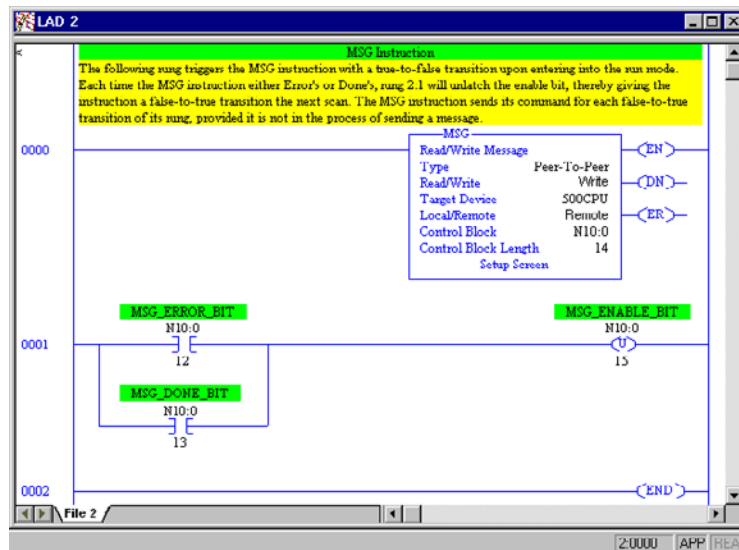 LAD 2
MSG Instruction
The following rung triggers the MSG instruction with a true-to-false transition upon entering into the run mode.
Each time the MSG instruction either Error's or Done's, rung 2.1 will unlatch the enable bit, thereby giving the
instruction a false-to-true transition the next scan. The MSG instruction sends its command for each false-to-true
transition of its rung, provided it is not in the process of sending a message.
0000
MSG
Read/Write Message
Type Peer-To-Peer
Read/Write Write
Target Device 500CPU
Local/Remote Remote
Control Block N10:0
Control Block Length 14
Setup Screen
EN
DN
ER
0001
MSG_ERROR_BIT
N10:0
12
MSG_DONE_BIT
N10:0
13
MSG_ENABLE_BIT
N10:0
U
15
0002
END
File 2
2:0000 APP REA